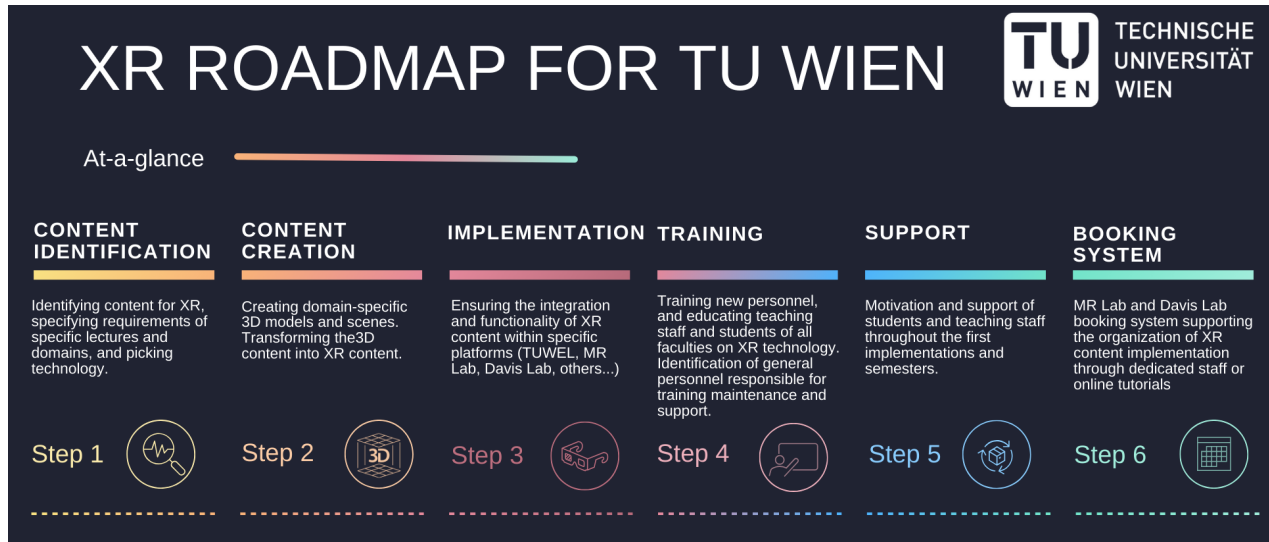 XR ROADMAP FOR TU WIEN
TU
WIEN
TECHNISCHE
UNIVERSITÄT
WIEN
At-a-glance
CONTENT
IDENTIFICATION
Identifying content for XR,
specifying requirements of
specific lectures and
domains, and picking
technology.
Step 1
CONTENT
CREATION
Creating domain-specific
3D models and scenes.
Transforming the3D
content into XR content.
Step 2
3D
IMPLEMENTATION
Ensuring the integration
and functionality of XR
content within specific
platforms (TUWEL, MR
Lab, Davis Lab, others...)
Step 3
TRAINING
Training new personnel,
and educating teaching
staff and students of all
faculties on XR technology.
Identification of general
personnel responsible for
training maintenance and
support.
Step 4
SUPPORT
Motivation and support of
students and teaching staff
throughout the first
implementations and
semesters.
Step 5
BOOKING
SYSTEM
MR Lab and Davis Lab
booking system supporting
the organization of XR
content implementation
through dedicated staff or
online tutorials
Step 6